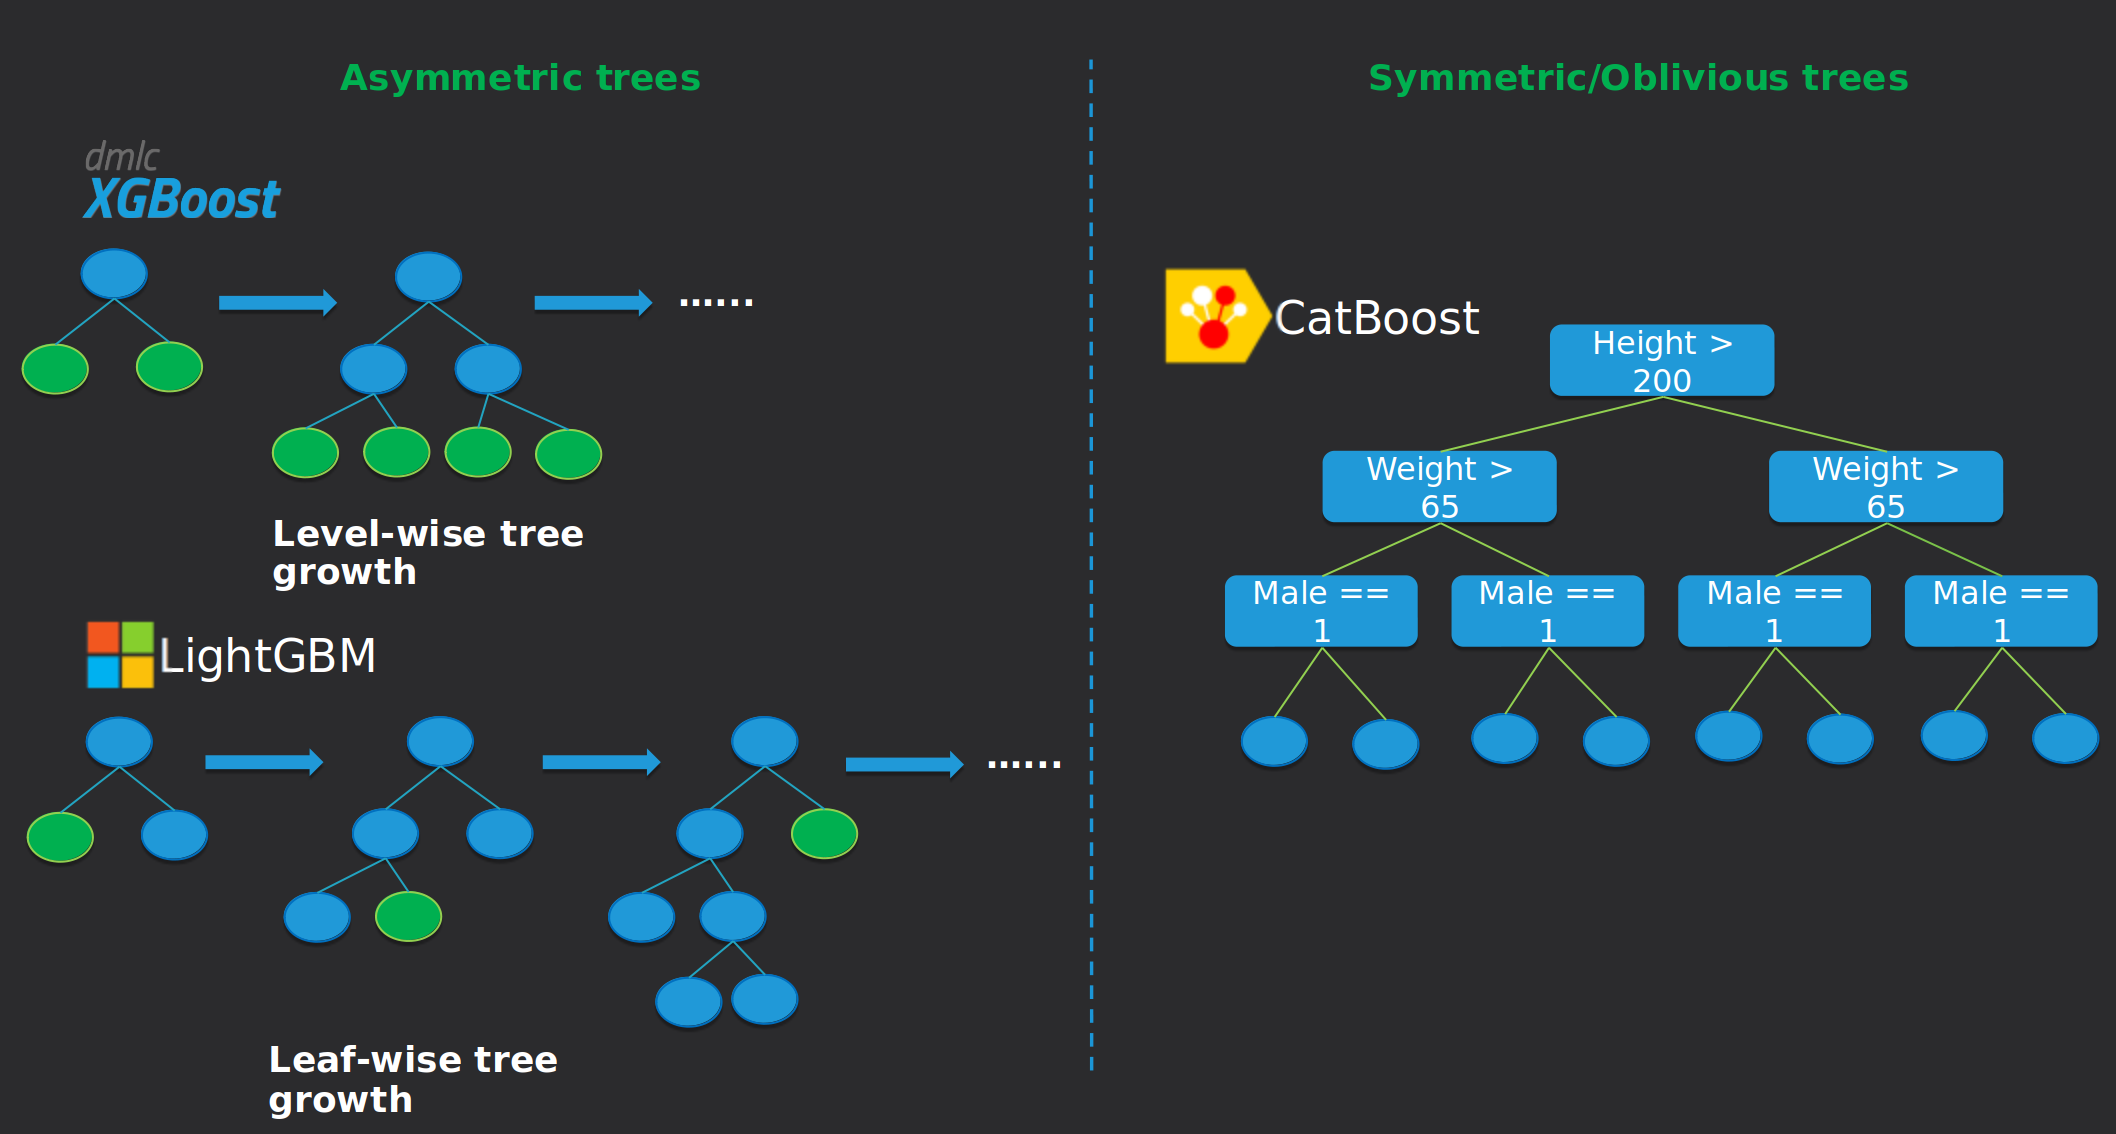 Asymmetric trees
dmlc
XGBoost
......
Level-wise tree
growth
LightGBM
......
Leaf-wise tree
growth
Symmetric/Oblivious trees
CatBoost
Height >
200
Weight >
65
Weight >
65
Male ==
1
Male ==
1
Male ==
1
Male ==
1